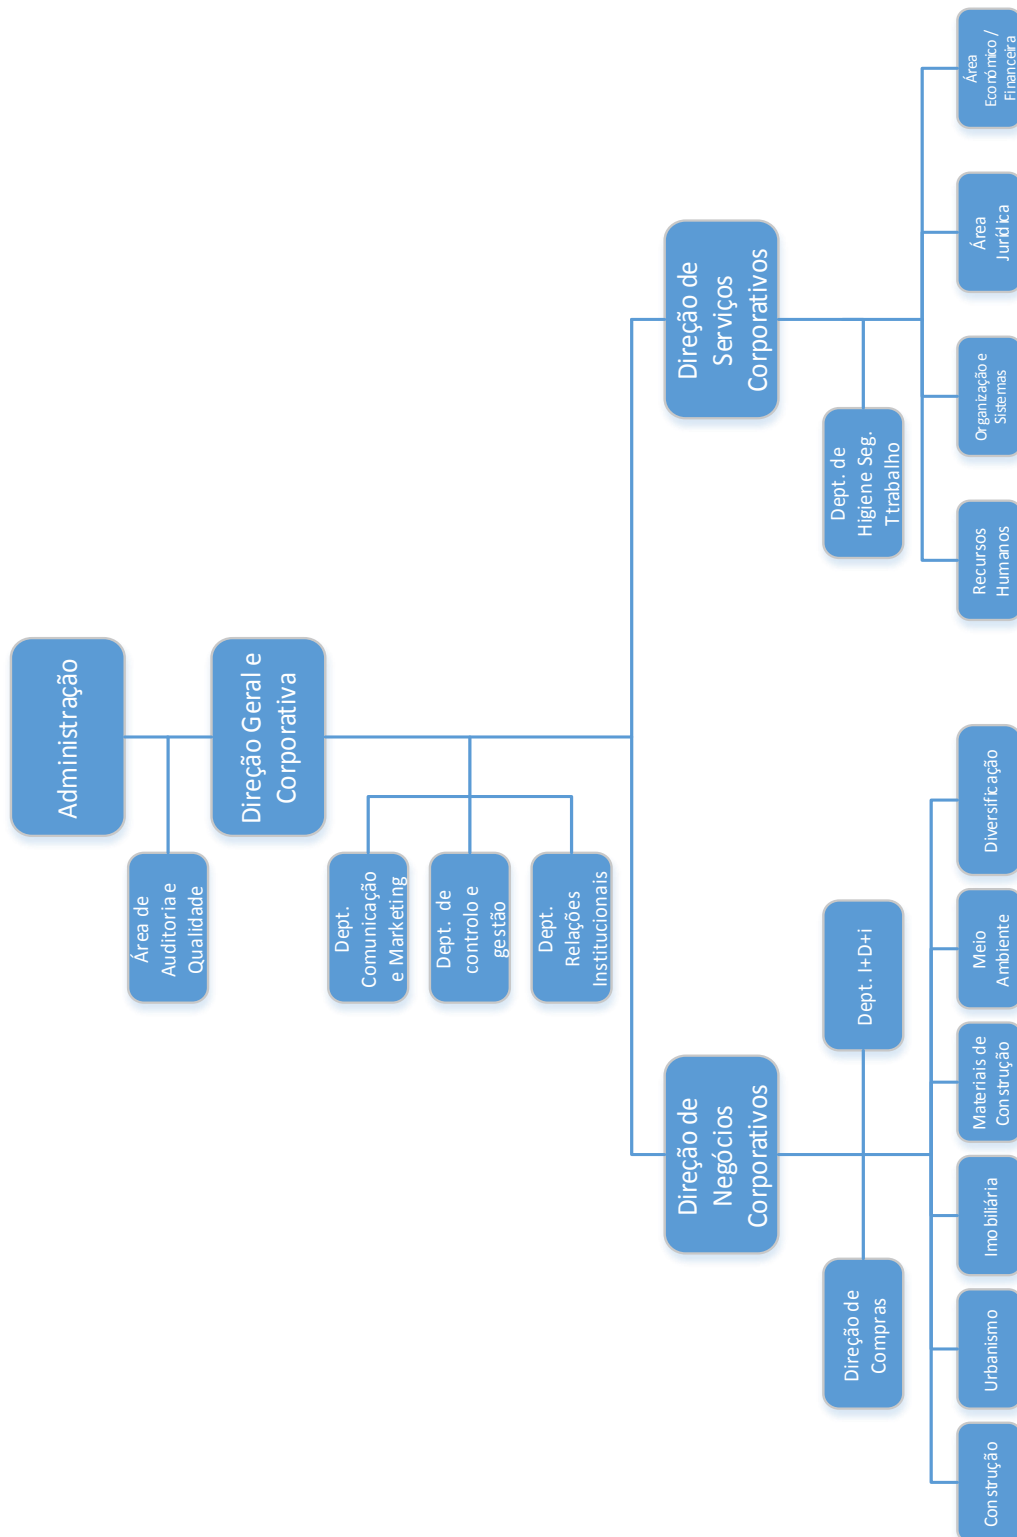 Administração
Área de
Auditoria e
Qualidade
Direção Geral e
Corporativa
Dept.
Comunicação
e Marketing
Dept. de
controlo e
gestão
Dept.
Relações
Institucionais
Direção de
Negócios
Corporativos
Direção de
Serviços
Corporativos
Direção de
Compras
Dept. I+D+i
Dept. de
Higiene Seg.
Ttrabalho
Construção
Urbanismo
Imobiliária
Materiais de
Construção
Meio
Ambiente
Diversificação
Recursos
Humanos
Organização e
Sistemas
Área
Jurídica
Área
Económico /
Financeira